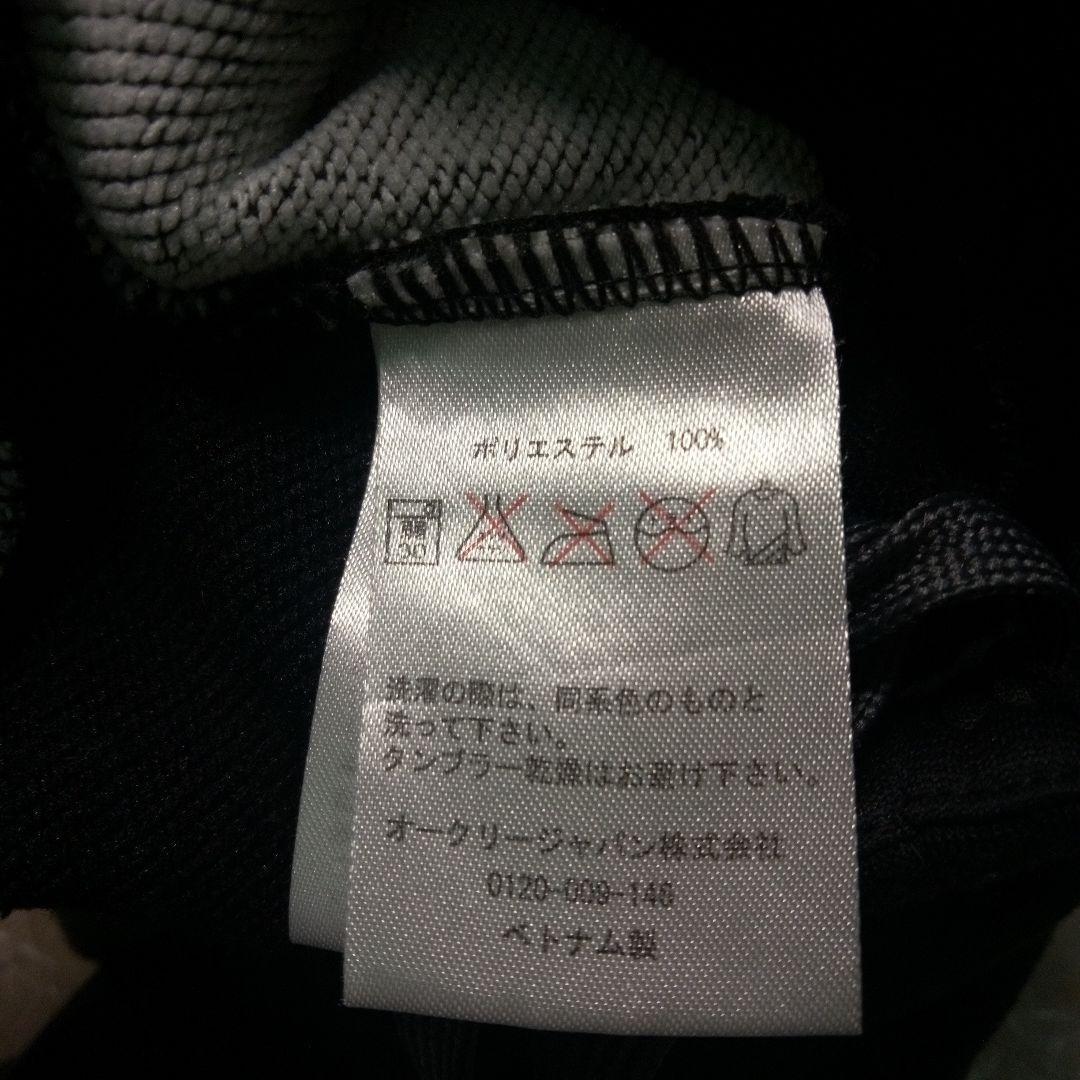 ポリエステル 100%
30
洗濯の際は、同系色のものと
洗って下さい。
タンブラー乾燥はお避け下さい。
オークリージャパン株式会社
0120-009-146
ベトナム製